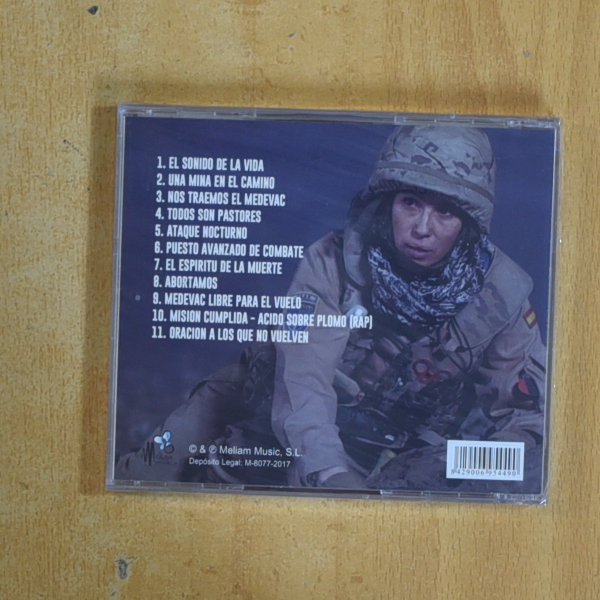 1. EL SONIDO DE LA VIDA
2. UNA MINA EN EL CAMINO
3. NOS TRAEMOS EL MEDEVAC
4. TODOS SON PASTORES
5. ATAQUE NOCTURNO
6. PUESTO AVANZADO DE COMBATE
7. EL ESPIRITU DE LA MUERTE
8. ABORTAMOS
9. MEDEVAC LIBRE PARA EL VUELO
10. MISION CUMPLIDA - ACIDO SOBRE PLOMO (RAP)
11. ORACION A LOS QUE NO VUELVEN
© & ℗ Meliam Music, S.L.
Depósito Legal: M-8077-2017
8429006954400